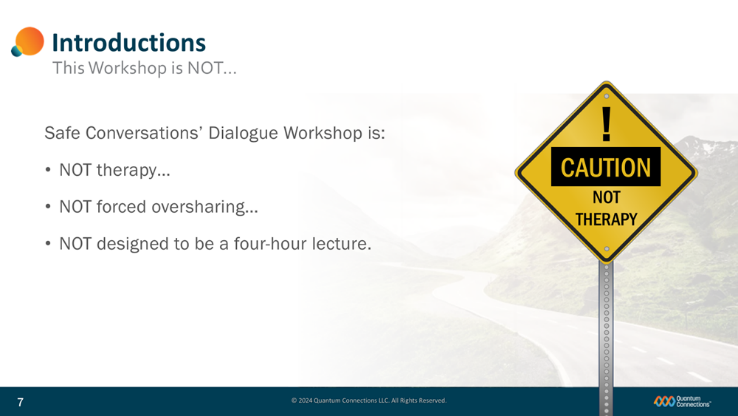 Introductions
This Workshop is NOT...
Safe Conversations’ Dialogue Workshop is:
• NOT therapy...
• NOT forced oversharing...
• NOT designed to be a four-hour lecture.
!
CAUTION
NOT
THERAPY
7
© 2024 Quantum Connections LLC. All Rights Reserved.
Quantum
Connections™